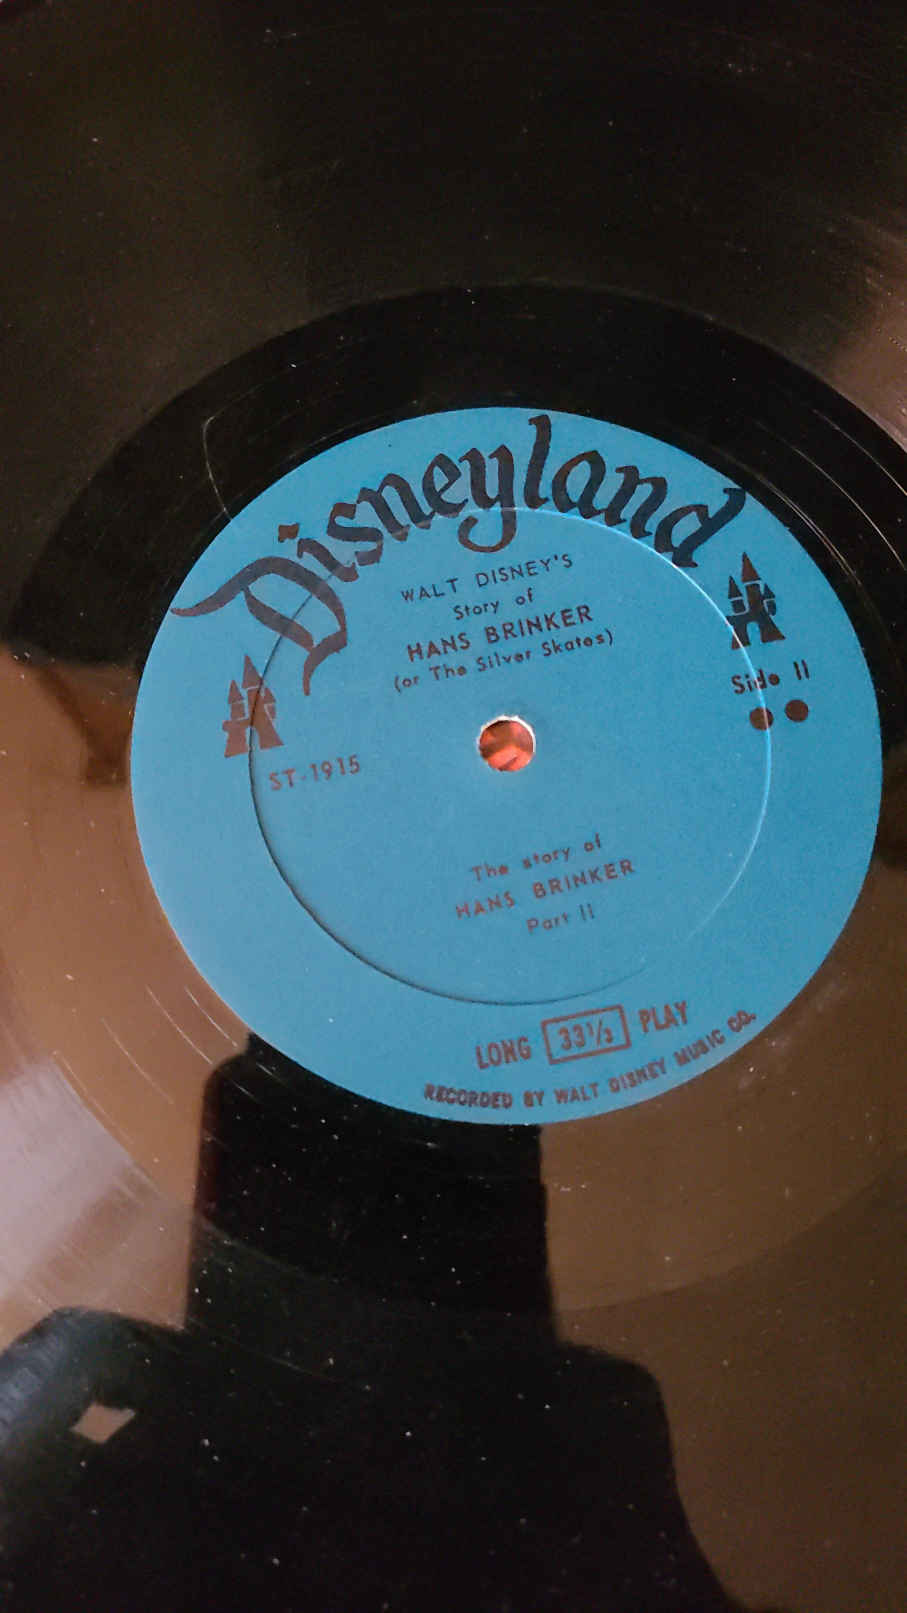 Disneyland
WALT DISNEY'S
Story of
HANS BRINKER
(or The Silver Skates)
Side II
ST-1915
The story of
HANS BRINKER
Part II
LONG 33⅓ PLAY
RECORDED BY WALT DISNEY MUSIC CO.